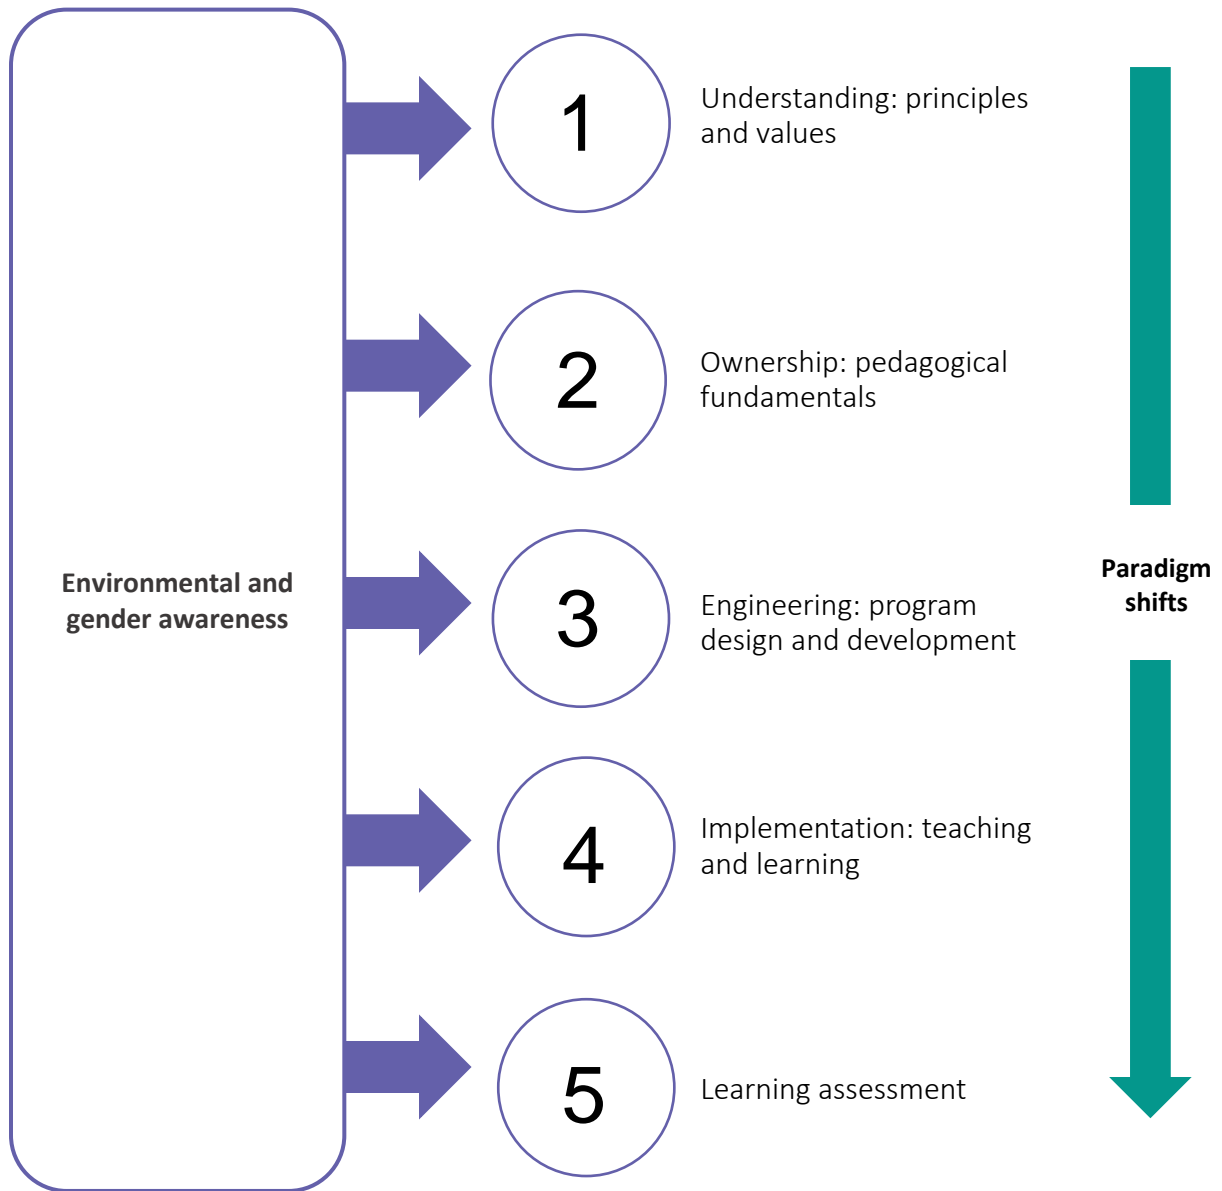 Environmental and
gender awareness
1
Understanding: principles
and values
2
Ownership: pedagogical
fundamentals
3
Engineering: program
design and development
4
Implementation: teaching
and learning
5
Learning assessment
Paradigm
shifts